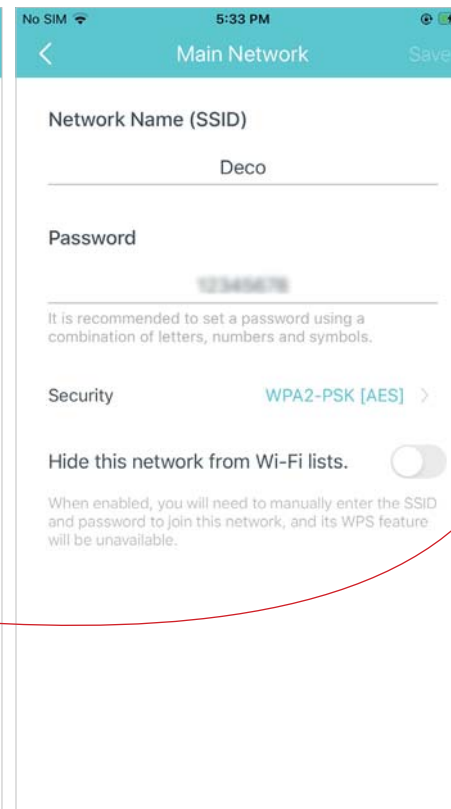 No SIM 5:33 PM
Main Network Save
Network Name (SSID)
Deco
Password
12345678
It is recommended to set a password using a
combination of letters, numbers and symbols.
Security WPA2-PSK [AES]
Hide this network from Wi-Fi lists.
When enabled, you will need to manually enter the SSID
and password to join this network, and its WPS feature
will be unavailable.